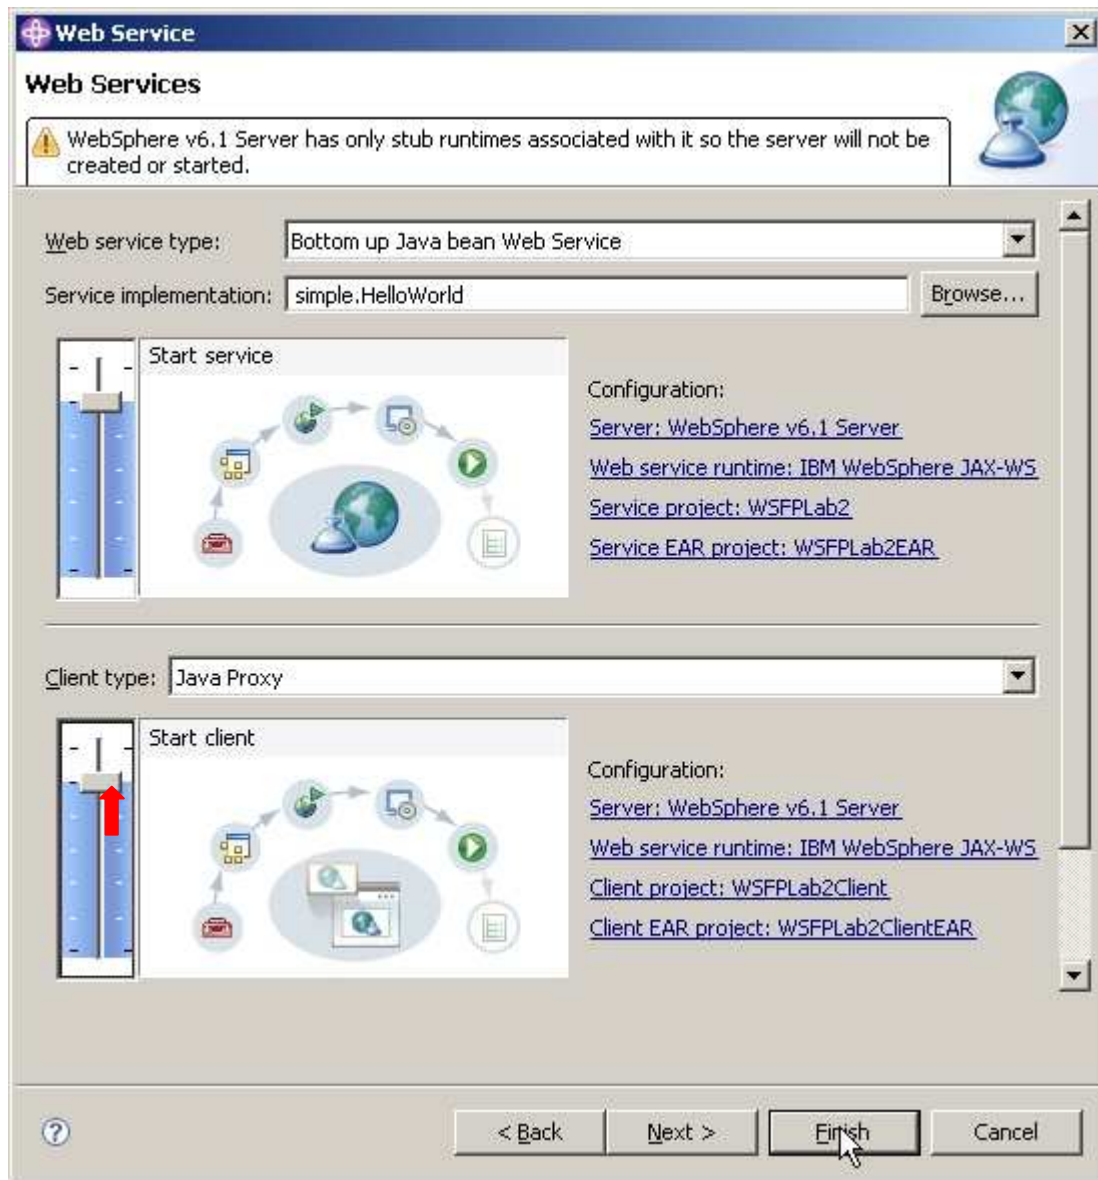 Web Service
Web Services
WebSphere v6.1 Server has only stub runtimes associated with it so the server will not be
created or started.
Web service type: Bottom up Java bean Web Service
Service implementation: simple.HelloWorld Browse...
Start service
Configuration:
Server: WebSphere v6.1 Server
Web service runtime: IBM WebSphere JAX-WS
Service project: WSFPLab2
Service EAR project: WSFPLab2EAR
Client type: Java Proxy
Start client
Configuration:
Server: WebSphere v6.1 Server
Web service runtime: IBM WebSphere JAX-WS
Client project: WSFPLab2Client
Client EAR project: WSFPLab2ClientEAR
? < Back Next > Finish Cancel